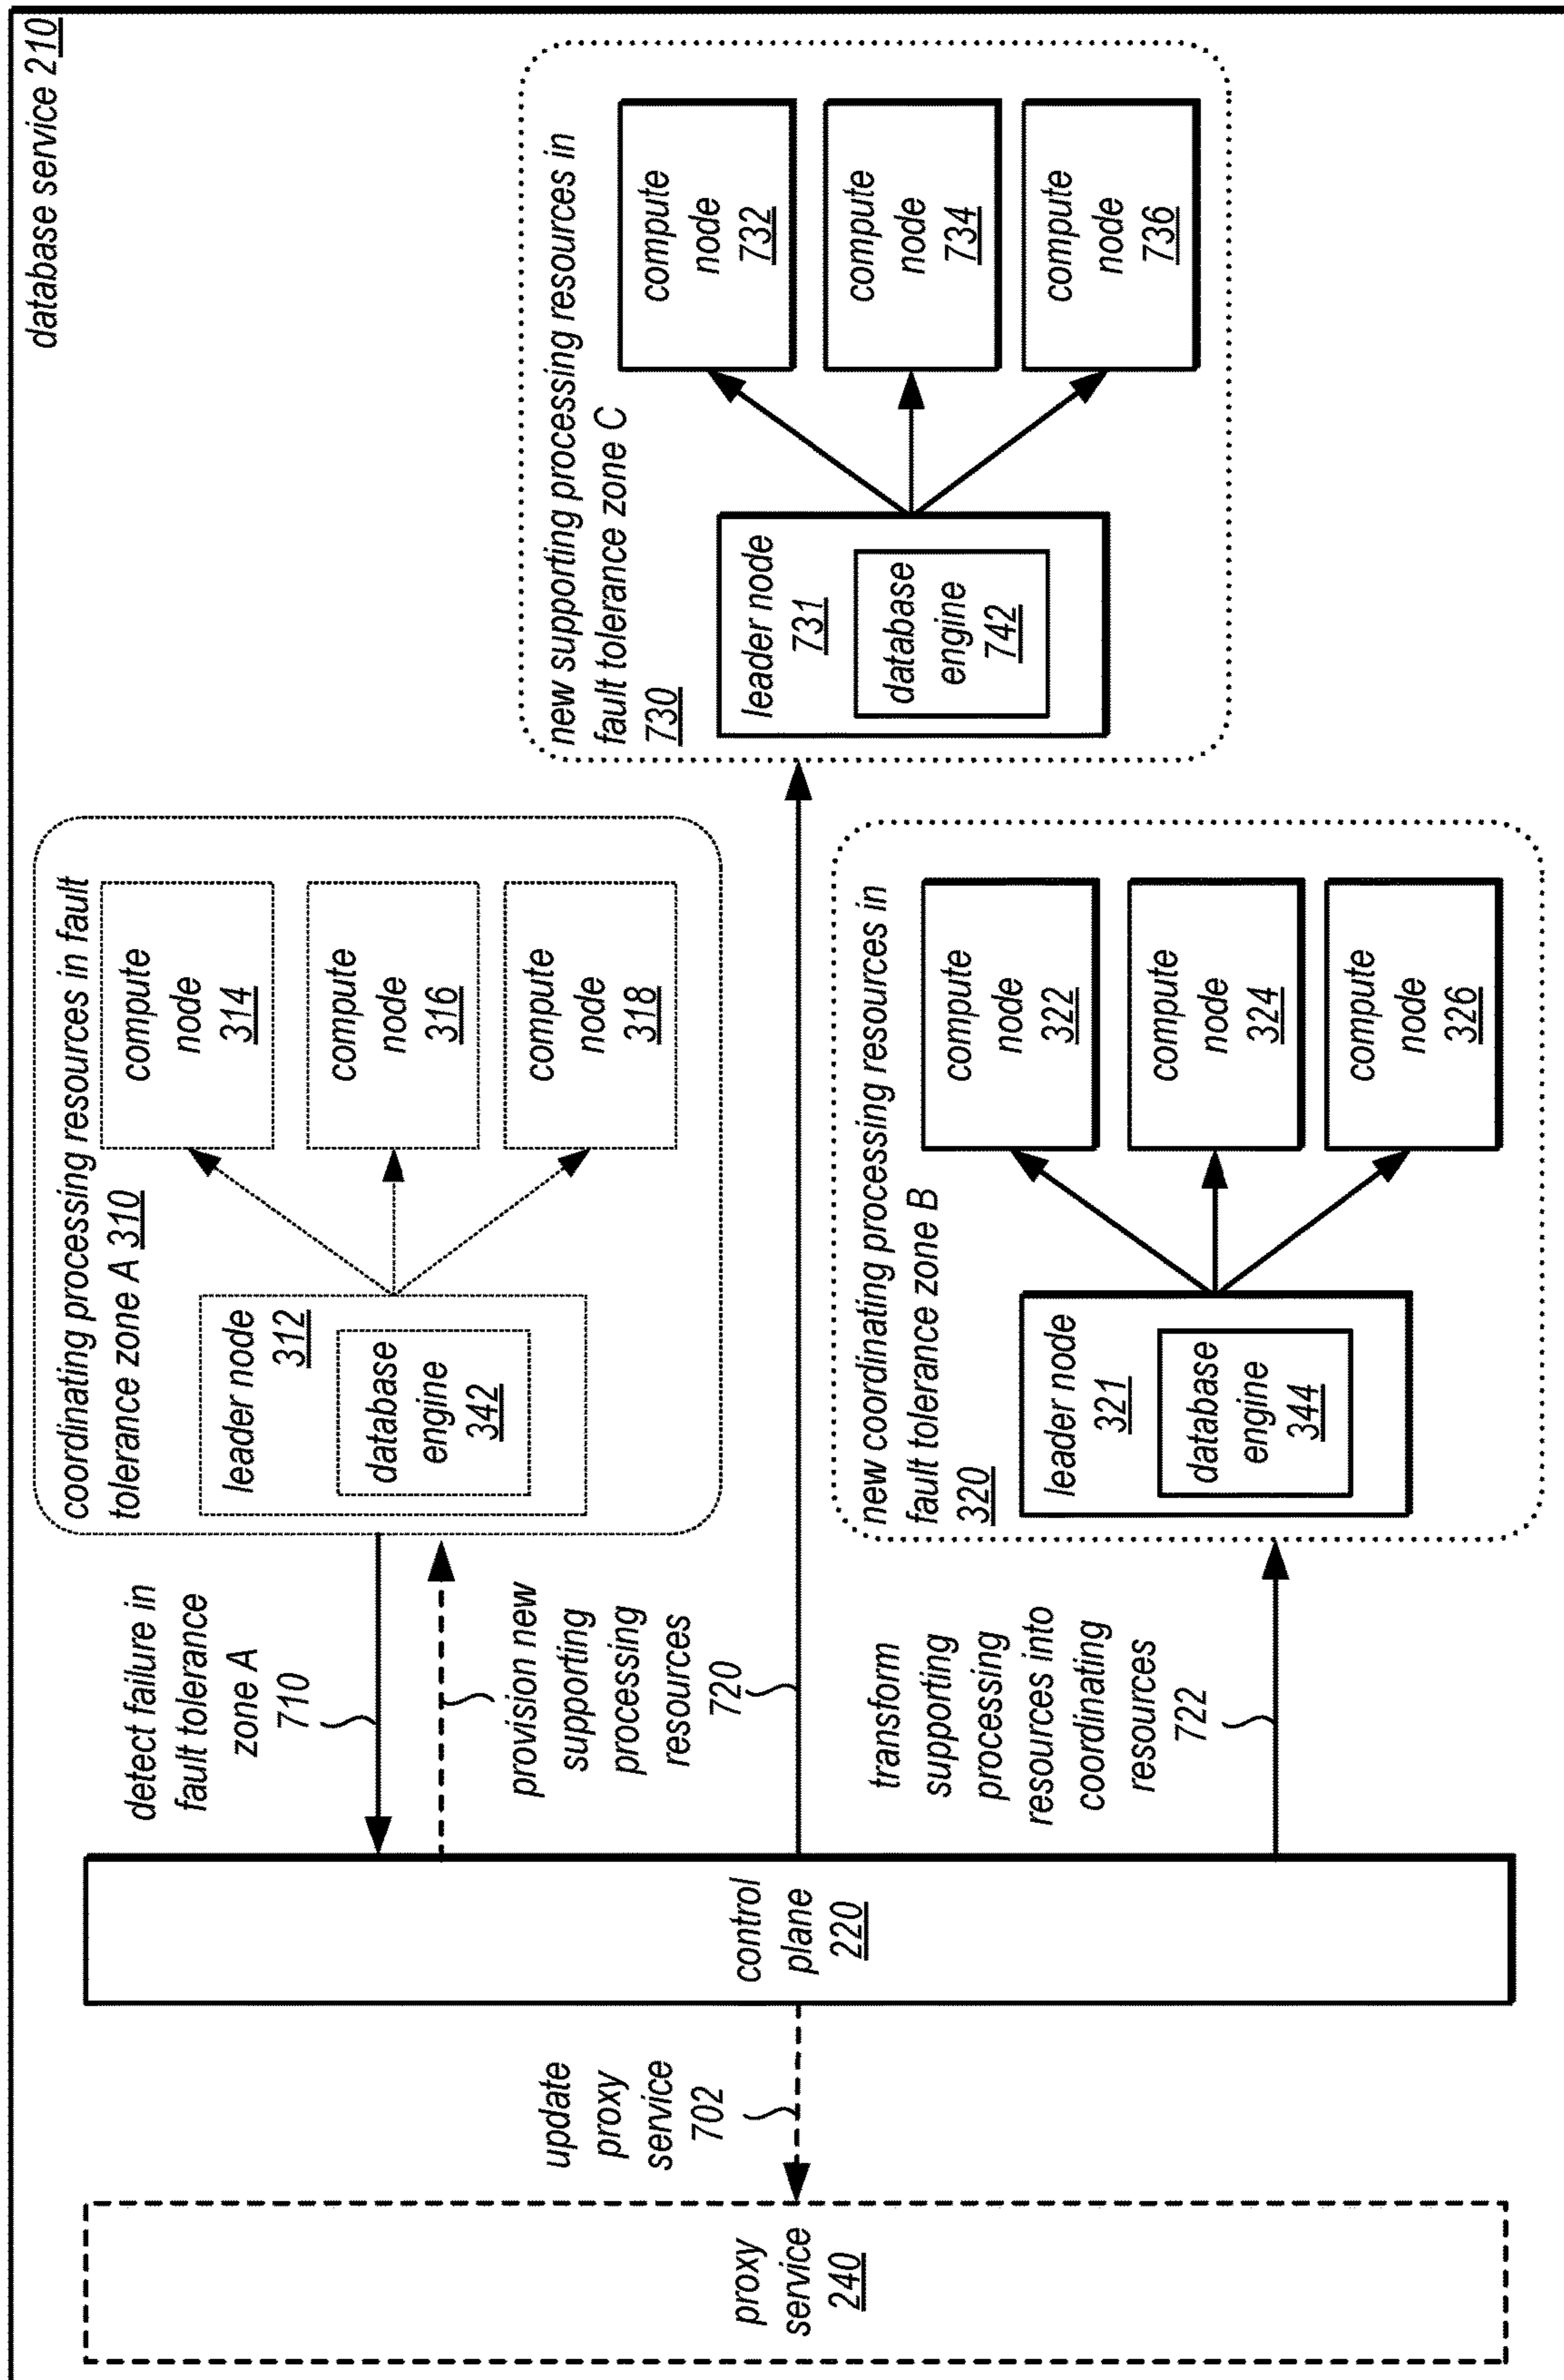 database service 210
coordinating processing resources in fault
tolerance zone A 310
leader node
312
database
engine
342
compute
node
314
compute
node
316
compute
node
318
new supporting processing resources in
fault tolerance zone C
730
leader node
731
database
engine
742
compute
node
732
compute
node
734
compute
node
736
detect failure in
fault tolerance
zone A
710
provision new
supporting
processing
resources
720
transform
supporting
processing
resources into
coordinating
resources
722
new coordinating processing resources in
fault tolerance zone B
320
leader node
321
database
engine
344
compute
node
322
compute
node
324
compute
node
326
control
plane
220
update
proxy
service
702
proxy
service
240